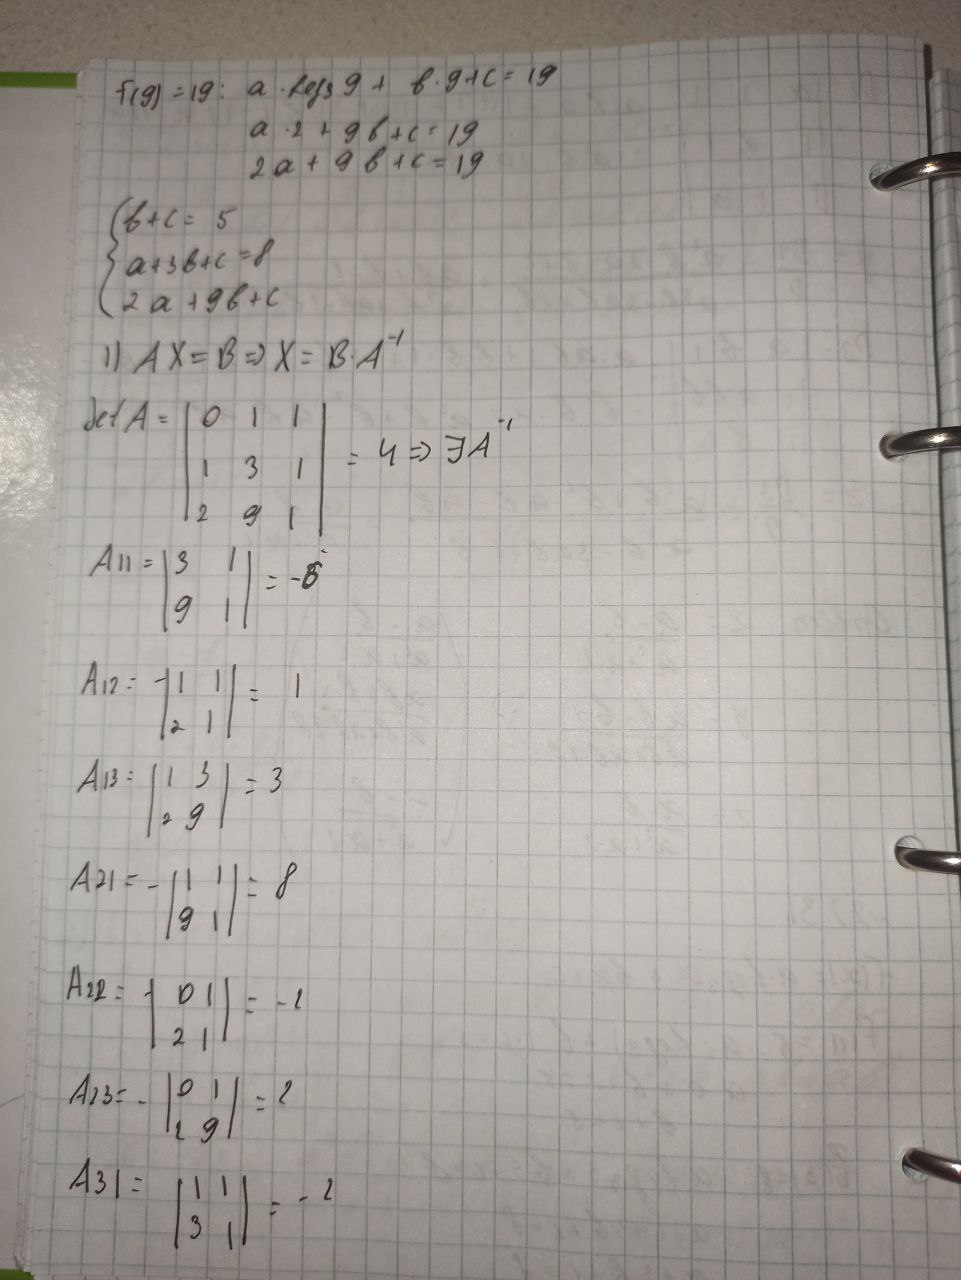 f(9) = 19: a · log₃ 9 + b · 9 + c = 19
a · 2 + 9b + c = 19
2a + 9b + c = 19
{ b + c = 5
a + 3b + c = 8
2a + 9b + c
1) AX = B => X = B · A⁻¹
det A = | 0 1 1 |
| 1 3 1 | = 4 => ∃ A⁻¹
| 2 9 1 |
A11 = | 3 1 | = -6
| 9 1 |
A12 = - | 1 1 | = 1
| 2 1 |
A13 = | 1 3 | = 3
| 2 9 |
A21 = - | 1 1 | = 8
| 9 1 |
A22 = | 0 1 | = -2
| 2 1 |
A23 = - | 0 1 | = 2
| 2 9 |
A31 = | 1 1 | = -2
| 3 1 |